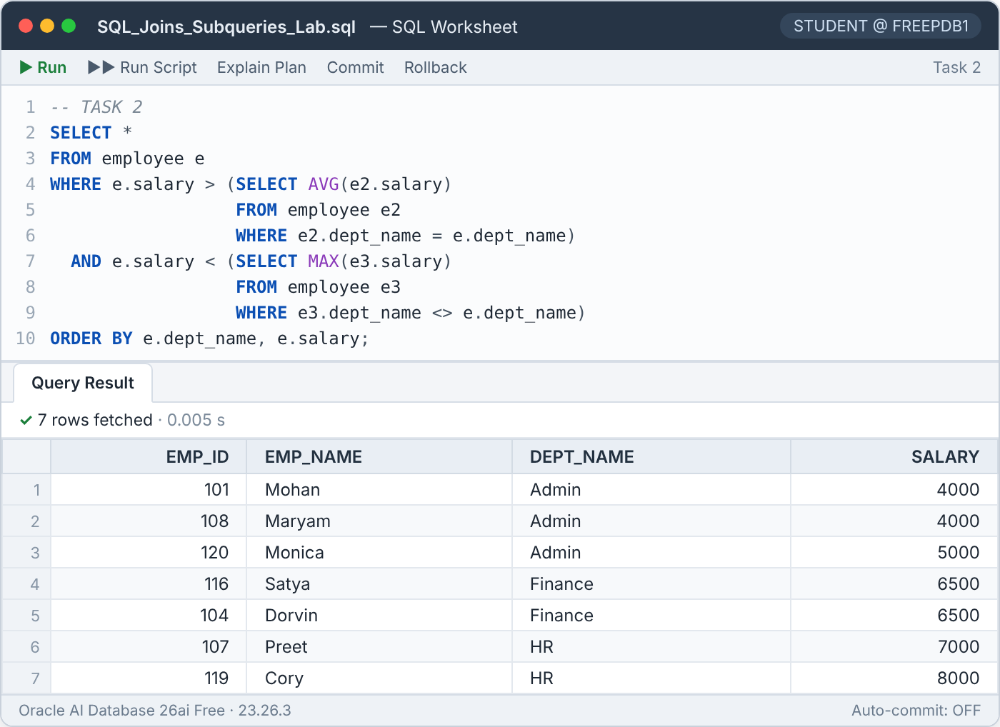 SQL_Joins_Subqueries_Lab.sql — SQL Worksheet STUDENT @ FREEPDB1
Run Run Script Explain Plan Commit Rollback Task 2
1 -- TASK 2
2 SELECT *
3 FROM employee e
4 WHERE e.salary > (SELECT AVG(e2.salary)
5 FROM employee e2
6 WHERE e2.dept_name = e.dept_name)
7 AND e.salary < (SELECT MAX(e3.salary)
8 FROM employee e3
9 WHERE e3.dept_name <> e.dept_name)
10 ORDER BY e.dept_name, e.salary;
Query Result
✓ 7 rows fetched · 0.005 s
EMP_ID EMP_NAME DEPT_NAME SALARY
1 101 Mohan Admin 4000
2 108 Maryam Admin 4000
3 120 Monica Admin 5000
4 116 Satya Finance 6500
5 104 Dorvin Finance 6500
6 107 Preet HR 7000
7 119 Cory HR 8000
Oracle AI Database 26ai Free · 23.26.3 Auto-commit: OFF